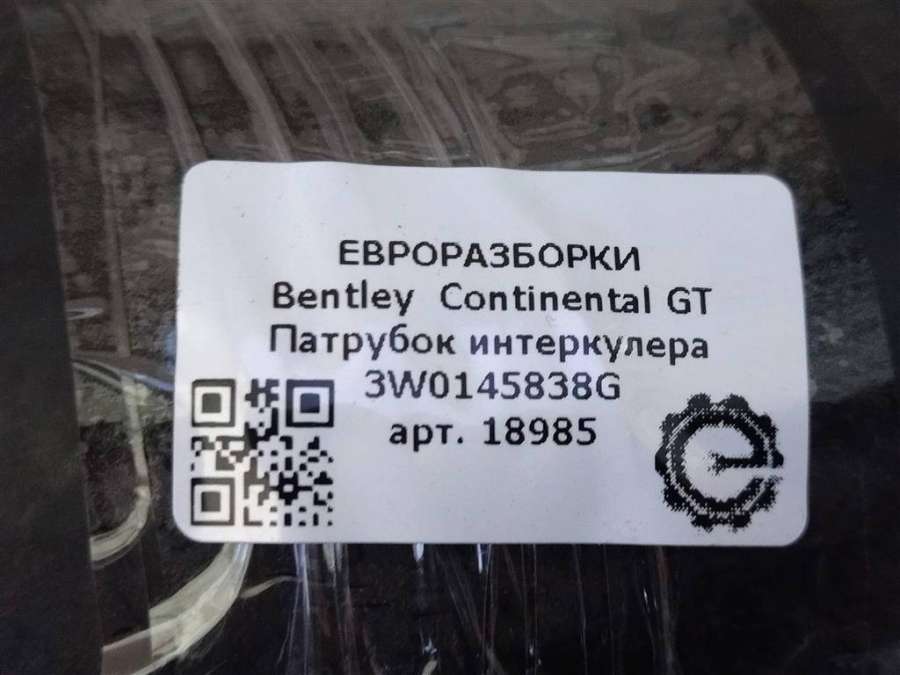 ЕВРОРАЗБОРКИ
Bentley Continental GT
Патрубок интеркулера
3W0145838G
арт. 18985